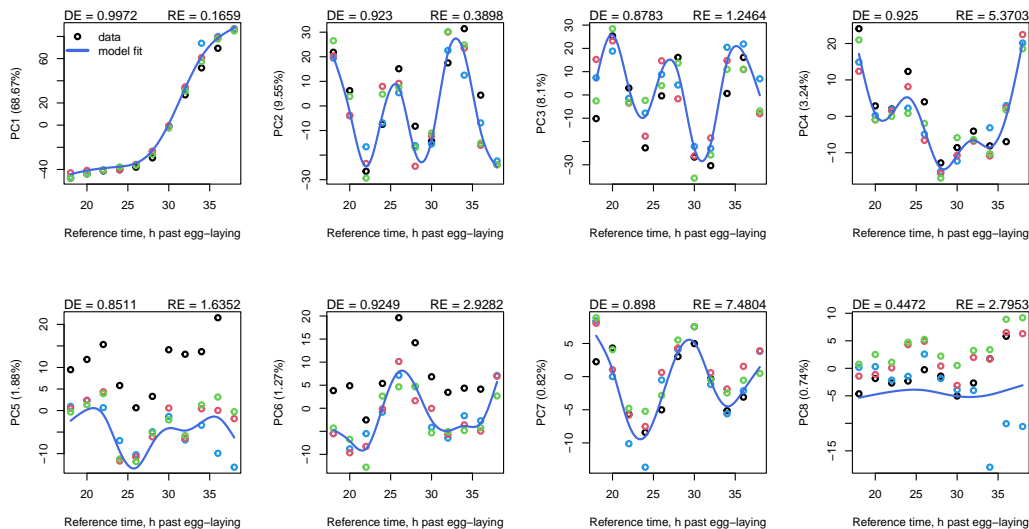 DE = 0.9972 RE = 0.1659
data
model fit
PC1 (68.67%)
-40 0 20 60 100
20 25 30 35
Reference time, h past egg-laying
DE = 0.923 RE = 0.3898
PC2 (9.55%)
-30 -10 0 10 20 30
20 25 30 35
Reference time, h past egg-laying
DE = 0.8783 RE = 1.2464
PC3 (8.1%)
-30 -10 0 10 20 30
20 25 30 35
Reference time, h past egg-laying
DE = 0.925 RE = 5.3703
PC4 (3.24%)
-10 0 10 20
20 25 30 35
Reference time, h past egg-laying
DE = 0.8511 RE = 1.6352
PC5 (1.88%)
-10 0 5 10 20
20 25 30 35
Reference time, h past egg-laying
DE = 0.9249 RE = 2.9282
PC6 (1.27%)
-10 0 5 10 15 20
20 25 30 35
Reference time, h past egg-laying
DE = 0.898 RE = 7.4804
PC7 (0.82%)
-10 -5 0 5
20 25 30 35
Reference time, h past egg-laying
DE = 0.4472 RE = 2.7953
PC8 (0.74%)
-15 -5 0 5 10
20 25 30 35
Reference time, h past egg-laying